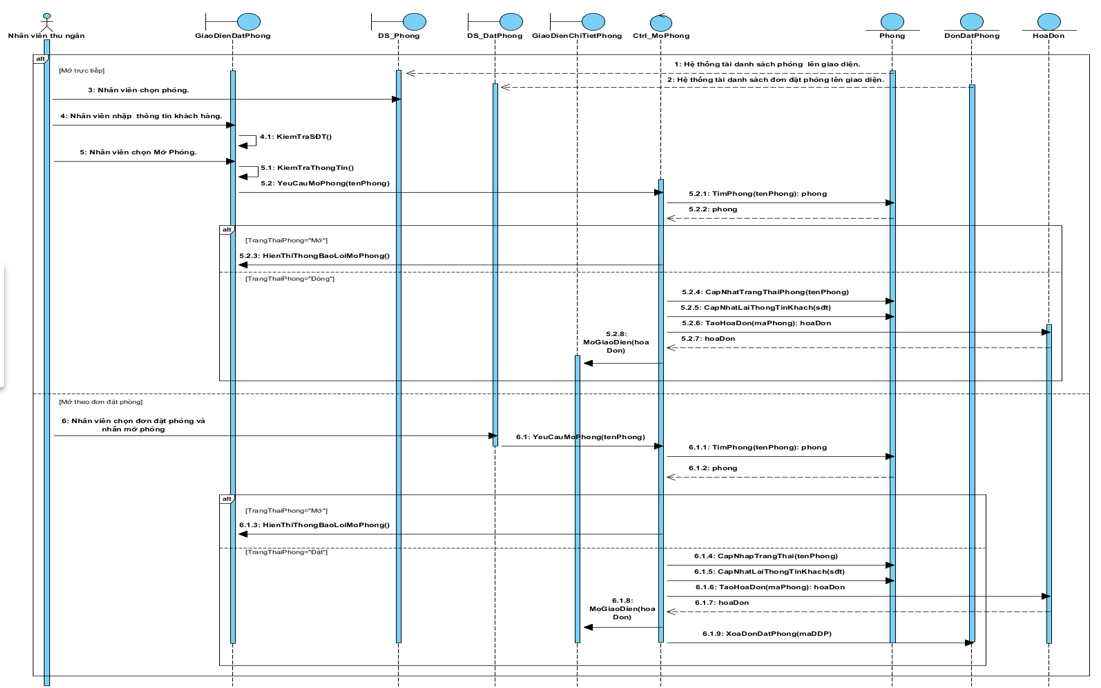 Nhân viên thu ngân
GiaoDienDatPhong
DS_Phong
DS_DatPhong
GiaoDienChiTietPhong
Ctrl_MoPhong
Phong
DonDatPhong
HoaDon
alt
[Mở trực tiếp]
1: Hệ thống tải danh sách phòng lên giao diện.
2: Hệ thống tải danh sách đơn đặt phòng lên giao diện.
3: Nhân viên chọn phòng.
4: Nhân viên nhập thông tin khách hàng.
4.1: KiemTraSĐT()
5: Nhân viên chọn Mở Phòng.
5.1: KiemTraThongTin()
5.2: YeuCauMoPhong(tenPhong)
5.2.1: TimPhong(tenPhong): phong
5.2.2: phong
alt
[TrangThaiPhong="Mở"]
5.2.3: HienThiThongBaoLoiMoPhong()
[TrangThaiPhong="Đóng"]
5.2.4: CapNhatTrangThaiPhong(tenPhong)
5.2.5: CapNhatLaiThongTinKhach(sđt)
5.2.6: TaoHoaDon(maPhong): hoaDon
5.2.7: hoaDon
5.2.8:
MoGiaoDien(hoa
Don)
[Mở theo đơn đặt phòng]
6: Nhân viên chọn đơn đặt phòng và
nhấn mở phòng
6.1: YeuCauMoPhong(tenPhong)
6.1.1: TimPhong(tenPhong): phong
6.1.2: phong
alt
[TrangThaiPhong="Mở"]
6.1.3: HienThiThongBaoLoiMoPhong()
[TrangThaiPhong="Đặt"]
6.1.4: CapNhapTrangThai(tenPhong)
6.1.5: CapNhatLaiThongTinKhach(sđt)
6.1.6: TaoHoaDon(maPhong): hoaDon
6.1.7: hoaDon
6.1.8:
MoGiaoDien(hoa
Don)
6.1.9: XoaDonDatPhong(maDDP)